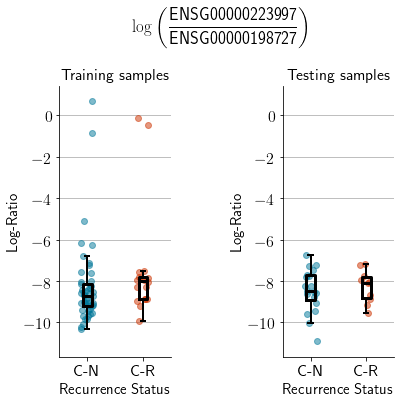 log ( ENSG00000223997 / ENSG00000198727 )
Training samples
Testing samples
Log-Ratio
0
−2
−4
−6
−8
−10
C-N C-R
Recurrence Status
Log-Ratio
0
−2
−4
−6
−8
−10
C-N C-R
Recurrence Status